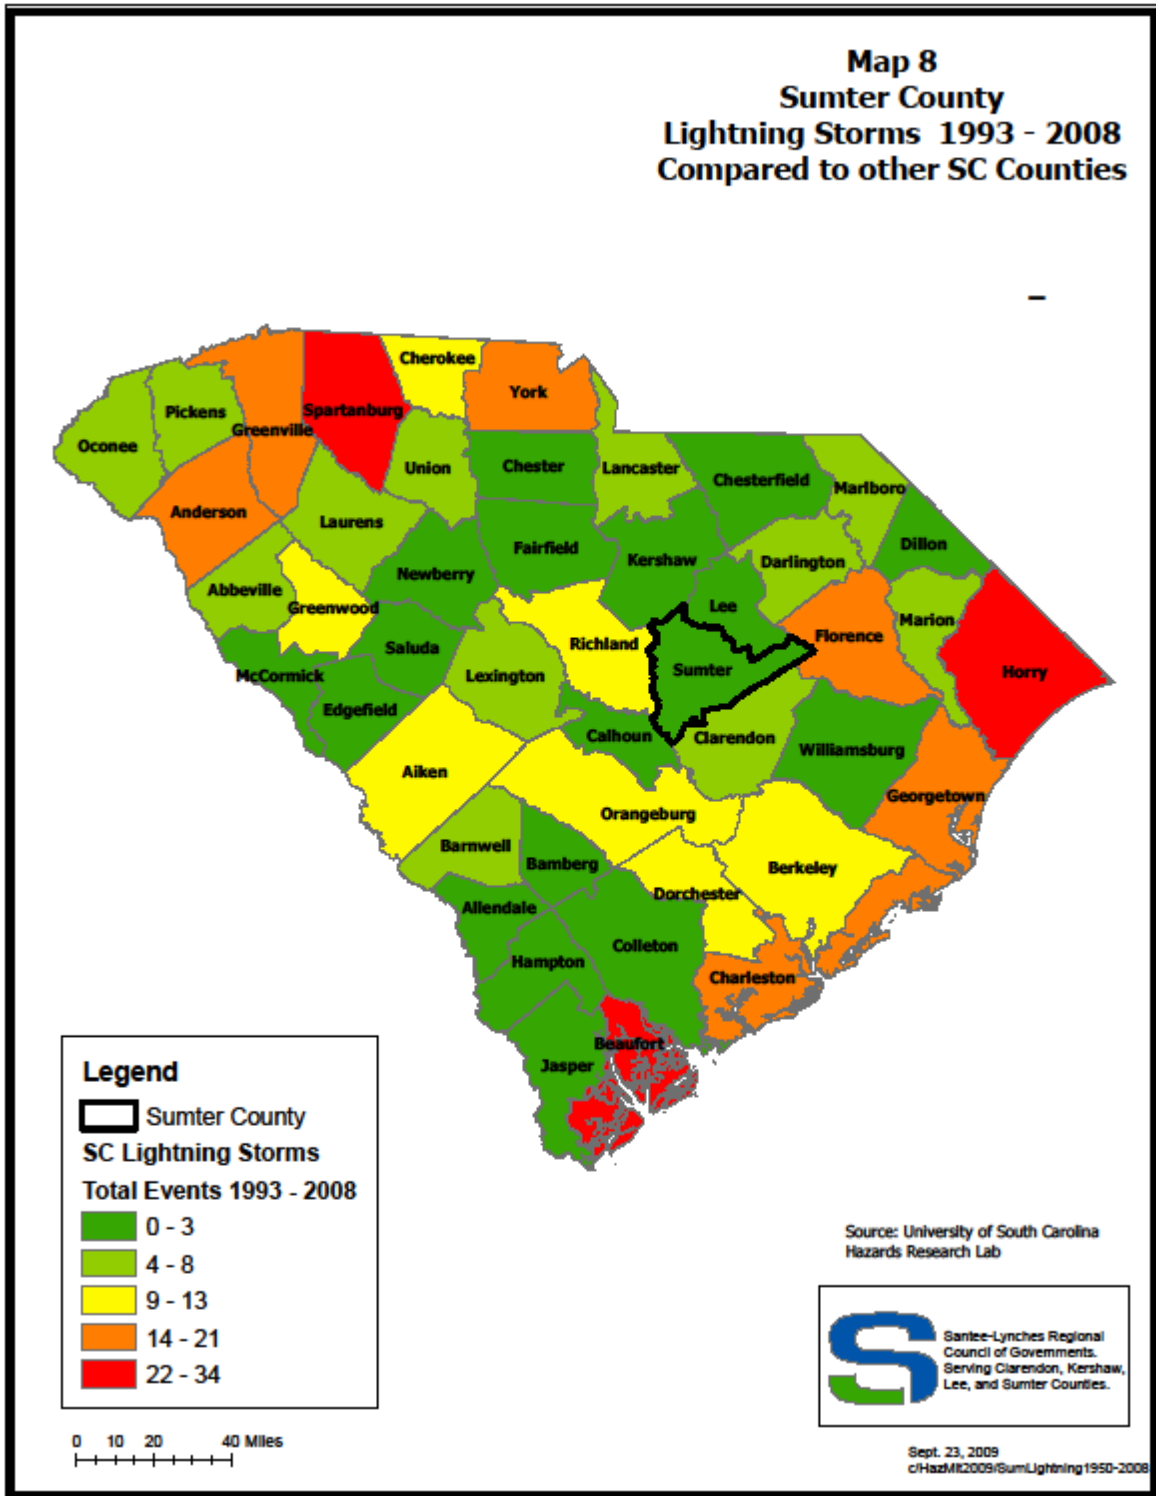 Map 8
Sumter County
Lightning Storms 1993 - 2008
Compared to other SC Counties
–
Cherokee
York
Spartanburg
Pickens
Greenville
Oconee
Union
Chester
Lancaster
Chesterfield
Marlboro
Anderson
Laurens
Fairfield
Kershaw
Darlington
Dillon
Newberry
Abbeville
Greenwood
Lee
Richland
Florence
Marion
Saluda
McCormick
Lexington
Sumter
Horry
Edgefield
Calhoun
Clarendon
Williamsburg
Aiken
Georgetown
Orangeburg
Barnwell
Bamberg
Berkeley
Dorchester
Allendale
Colleton
Hampton
Charleston
Beaufort
Jasper
Legend
Sumter County
SC Lightning Storms
Total Events 1993 - 2008
0 - 3
4 - 8
9 - 13
14 - 21
22 - 34
0 10 20 40 Miles
Source: University of South Carolina
Hazards Research Lab
Santee-Lynches Regional
Council of Governments.
Serving Clarendon, Kershaw,
Lee, and Sumter Counties.
Sept. 23, 2009
c/HazMit2009/SumLightning1950-2008